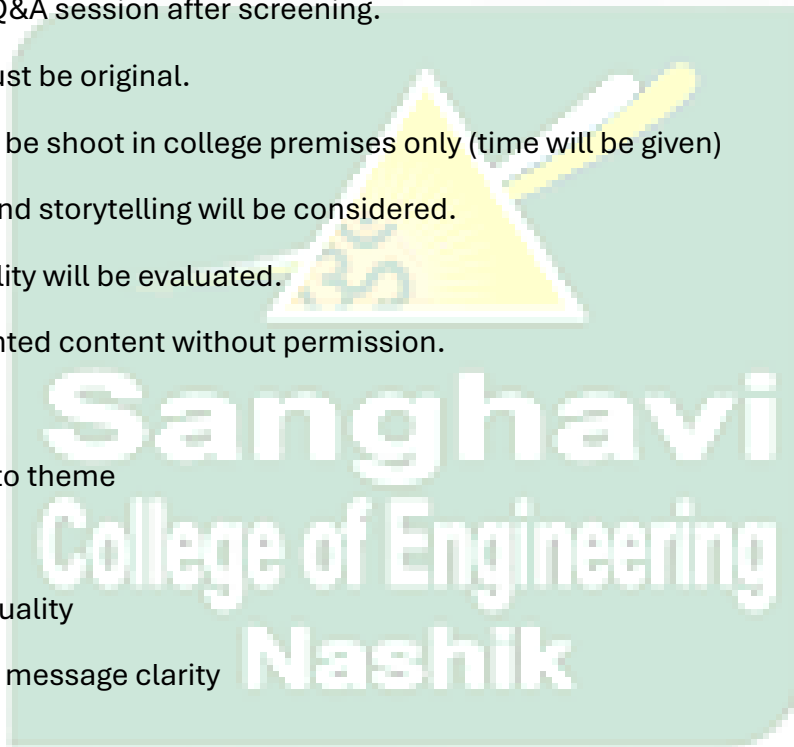 Q&A session after screening.
ust be original.
be shoot in college premises only (time will be given)
nd storytelling will be considered.
lity will be evaluated.
nted content without permission.
Sanghavi
to theme
College of Engineering
uality
message clarity
Nashik
ॐ